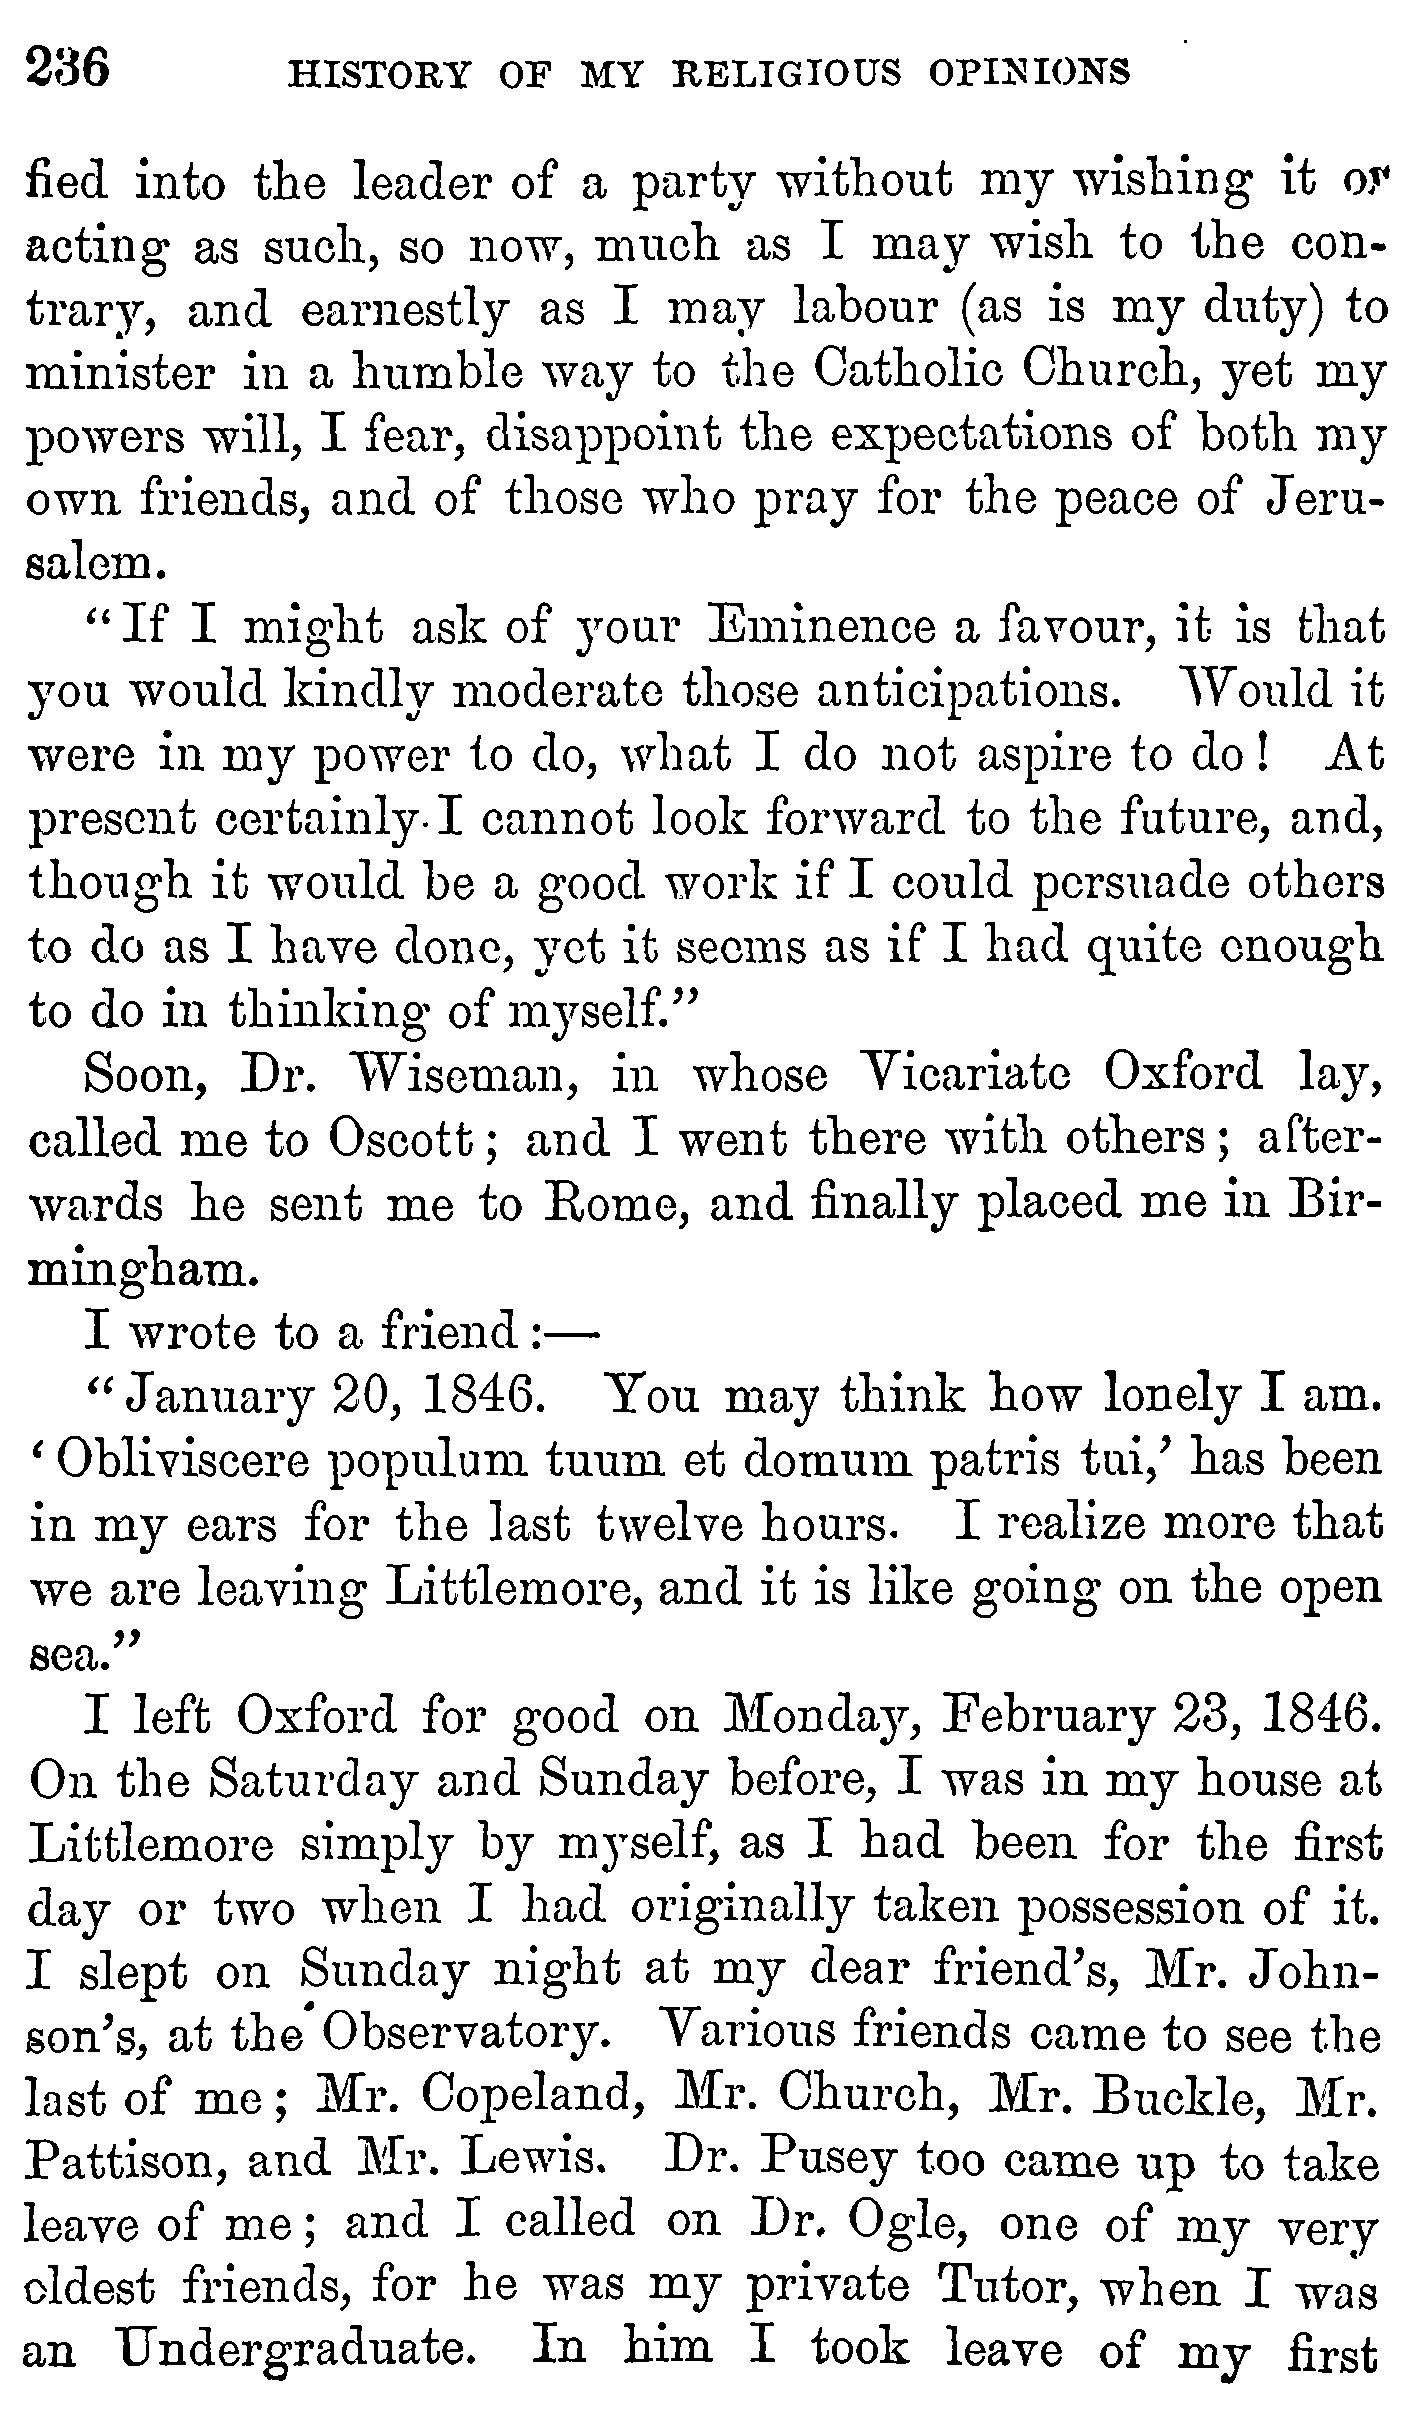 236 HISTORY OF MY RELIGIOUS OPINIONS
fied into the leader of a party without my wishing it or
acting as such, so now, much as I may wish to the con-
trary, and earnestly as I may labour (as is my duty) to
minister in a humble way to the Catholic Church, yet my
powers will, I fear, disappoint the expectations of both my
own friends, and of those who pray for the peace of Jeru-
salem.
“If I might ask of your Eminence a favour, it is that
you would kindly moderate those anticipations. Would it
were in my power to do, what I do not aspire to do! At
present certainly I cannot look forward to the future, and,
though it would be a good work if I could persuade others
to do as I have done, yet it seems as if I had quite enough
to do in thinking of myself.”
Soon, Dr. Wiseman, in whose Vicariate Oxford lay,
called me to Oscott; and I went there with others; after-
wards he sent me to Rome, and finally placed me in Bir-
mingham.
I wrote to a friend:—
“January 20, 1846. You may think how lonely I am.
‘Obliviscere populum tuum et domum patris tui,’ has been
in my ears for the last twelve hours. I realize more that
we are leaving Littlemore, and it is like going on the open
sea.”
I left Oxford for good on Monday, February 23, 1846.
On the Saturday and Sunday before, I was in my house at
Littlemore simply by myself, as I had been for the first
day or two when I had originally taken possession of it.
I slept on Sunday night at my dear friend’s, Mr. John-
son’s, at the Observatory. Various friends came to see the
last of me; Mr. Copeland, Mr. Church, Mr. Buckle, Mr.
Pattison, and Mr. Lewis. Dr. Pusey too came up to take
leave of me; and I called on Dr. Ogle, one of my very
oldest friends, for he was my private Tutor, when I was
an Undergraduate. In him I took leave of my first